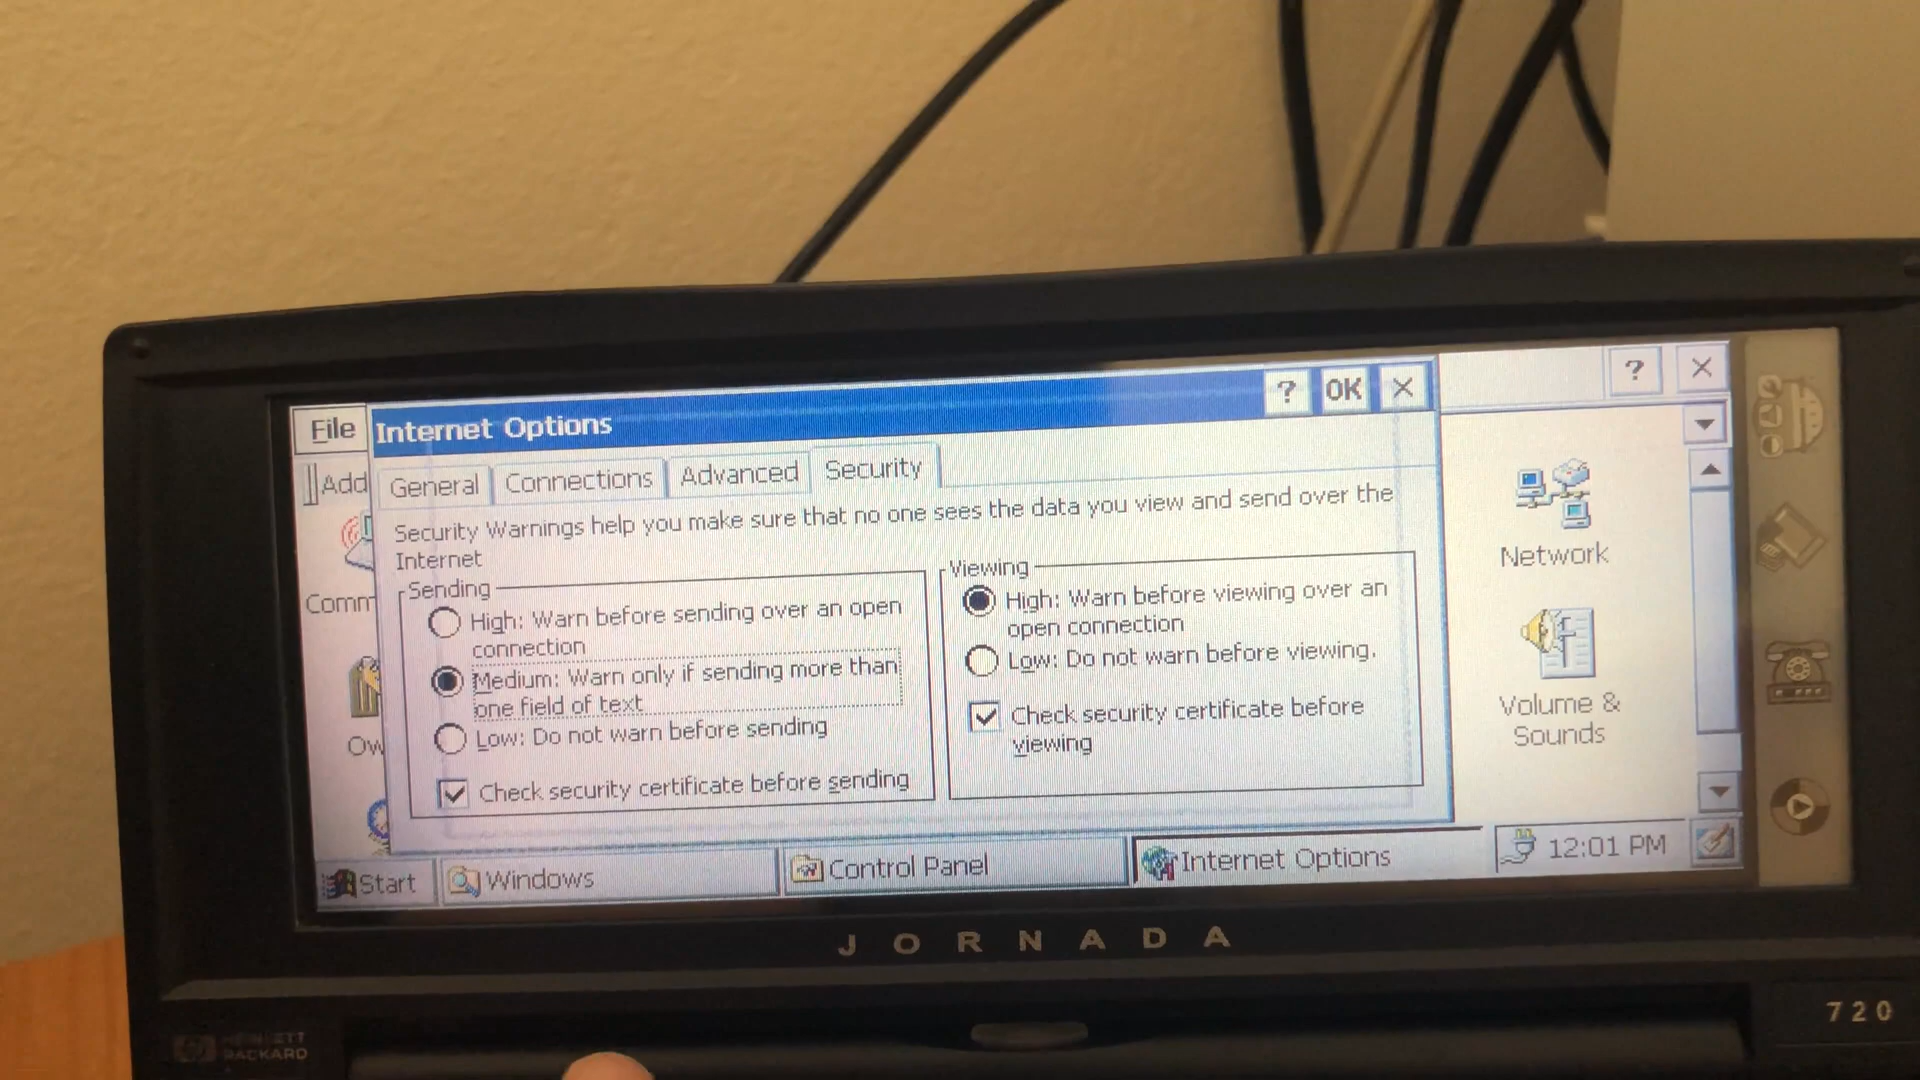 File
Internet Options
? OK ×
? ×
Add
General
Connections
Advanced
Security
Security Warnings help you make sure that no one sees the data you view and send over the
Internet
Sending
High: Warn before sending over an open
connection
Medium: Warn only if sending more than
one field of text
Low: Do not warn before sending
Check security certificate before sending
Viewing
High: Warn before viewing over an
open connection
Low: Do not warn before viewing.
Check security certificate before
viewing
Comm
Ow
Network
Volume &
Sounds
Start
Windows
Control Panel
Internet Options
12:01 PM
JORNADA
hp HEWLETT
PACKARD
720